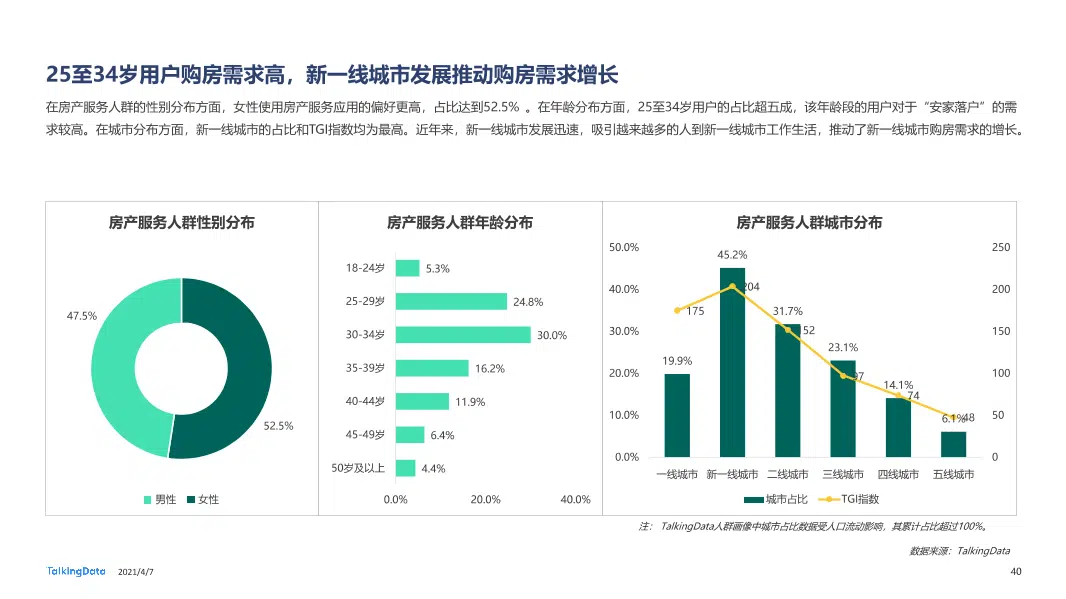 25至34岁用户购房需求高，新一线城市发展推动购房需求增长
在房产服务人群的性别分布方面，女性使用房产服务应用的偏好更高，占比达到52.5% 。在年龄分布方面，25至34岁用户的占比超五成，该年龄段的用户对于“安家落户”的需
求较高。在城市分布方面，新一线城市的占比和TGI指数均为最高。近年来，新一线城市发展迅速，吸引越来越多的人到新一线城市工作生活，推动了新一线城市购房需求的增长。
房产服务人群性别分布
47.5%
52.5%
男性 女性
房产服务人群年龄分布
18-24岁 5.3%
25-29岁 24.8%
30-34岁 30.0%
35-39岁 16.2%
40-44岁 11.9%
45-49岁 6.4%
50岁及以上 4.4%
0.0% 20.0% 40.0%
房产服务人群城市分布
50.0%
40.0%
30.0%
20.0%
10.0%
0.0%
250
200
150
100
50
0
19.9%
45.2%
31.7%
23.1%
14.1%
6.1%
175
204
52
97
74
48
一线城市 新一线城市 二线城市 三线城市 四线城市 五线城市
城市占比 TGI指数
注： TalkingData人群画像中城市占比数据受人口流动影响，其累计占比超过100%。
数据来源：TalkingData
TalkingData 2021/4/7
40